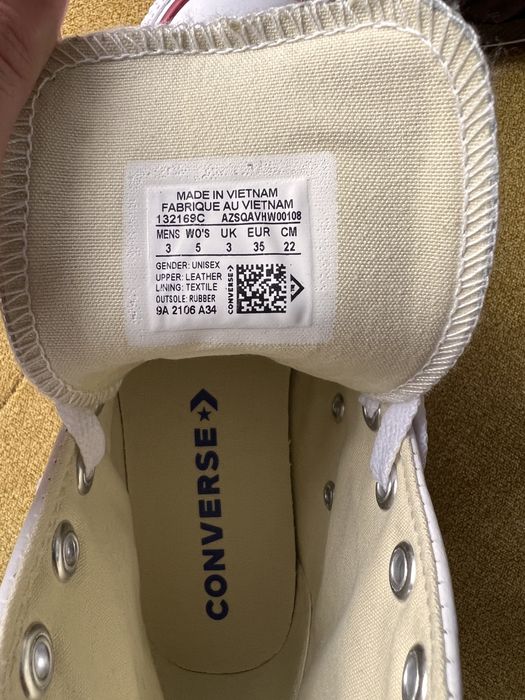 MADE IN VIETNAM
FABRIQUE AU VIETNAM
132169C AZSQAVHW00108
MENS WO'S UK EUR CM
3 5 3 35 22
GENDER: UNISEX
UPPER: LEATHER
LINING: TEXTILE
OUTSOLE: RUBBER
9A 2106 A34
CONVERSE
CONVERSE